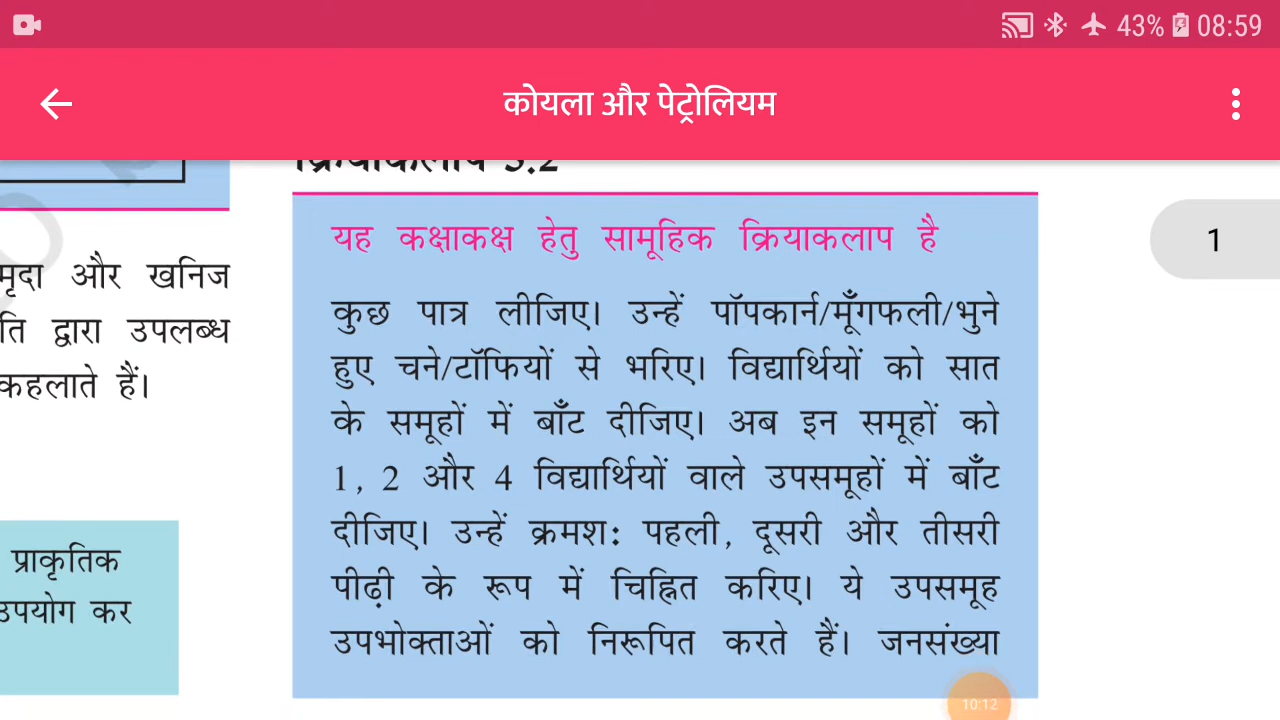 43% 08:59
कोयला और पेट्रोलियम
1
मृदा और खनिज
द्वारा उपलब्ध
कहलाते हैं।
प्राकृतिक
उपयोग कर
क्रियाकलाप
यह कक्षाकक्ष हेतु सामूहिक क्रियाकलाप है
कुछ पात्र लीजिए। उन्हें पॉपकार्न/मूँगफली/भुने
हुए चने/टॉफियों से भरिए। विद्यार्थियों को सात
के समूहों में बाँट दीजिए। अब इन समूहों को
1, 2 और 4 विद्यार्थियों वाले उपसमूहों में बाँट
दीजिए। उन्हें क्रमश: पहली, दूसरी और तीसरी
पीढ़ी के रूप में चिह्नित करिए। ये उपसमूह
उपभोक्ताओं को निरूपित करते हैं। जनसंख्या
10:12